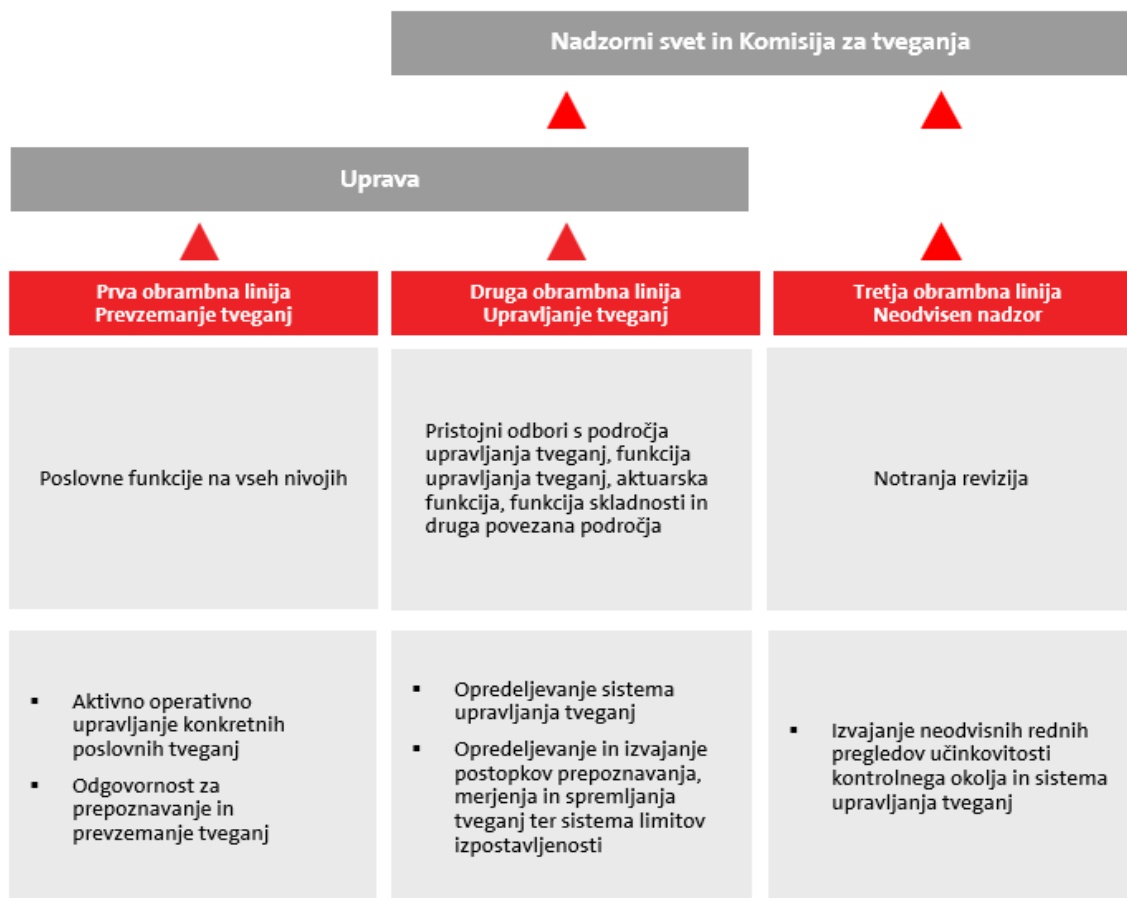 Nadzorni svet in Komisija za tveganja
Uprava
Prva obrambna linija
Prevzemanje tveganj
Druga obrambna linija
Upravljanje tveganj
Tretja obrambna linija
Neodvisen nadzor
Poslovne funkcije na vseh nivojih
Pristojni odbori s področja
upravljanja tveganj, funkcija
upravljanja tveganj, aktuarska
funkcija, funkcija skladnosti in
druga povezana področja
Notranja revizija
▪ Aktivno operativno
upravljanje konkretnih
poslovnih tveganj
▪ Odgovornost za
prepoznavanje in
prevzemanje tveganj
▪ Opredeljevanje sistema
upravljanja tveganj
▪ Opredeljevanje in izvajanje
postopkov prepoznavanja,
merjenja in spremljanja
tveganj ter sistema limitov
izpostavljenosti
▪ Izvajanje neodvisnih rednih
pregledov učinkovitosti
kontrolnega okolja in sistema
upravljanja tveganj